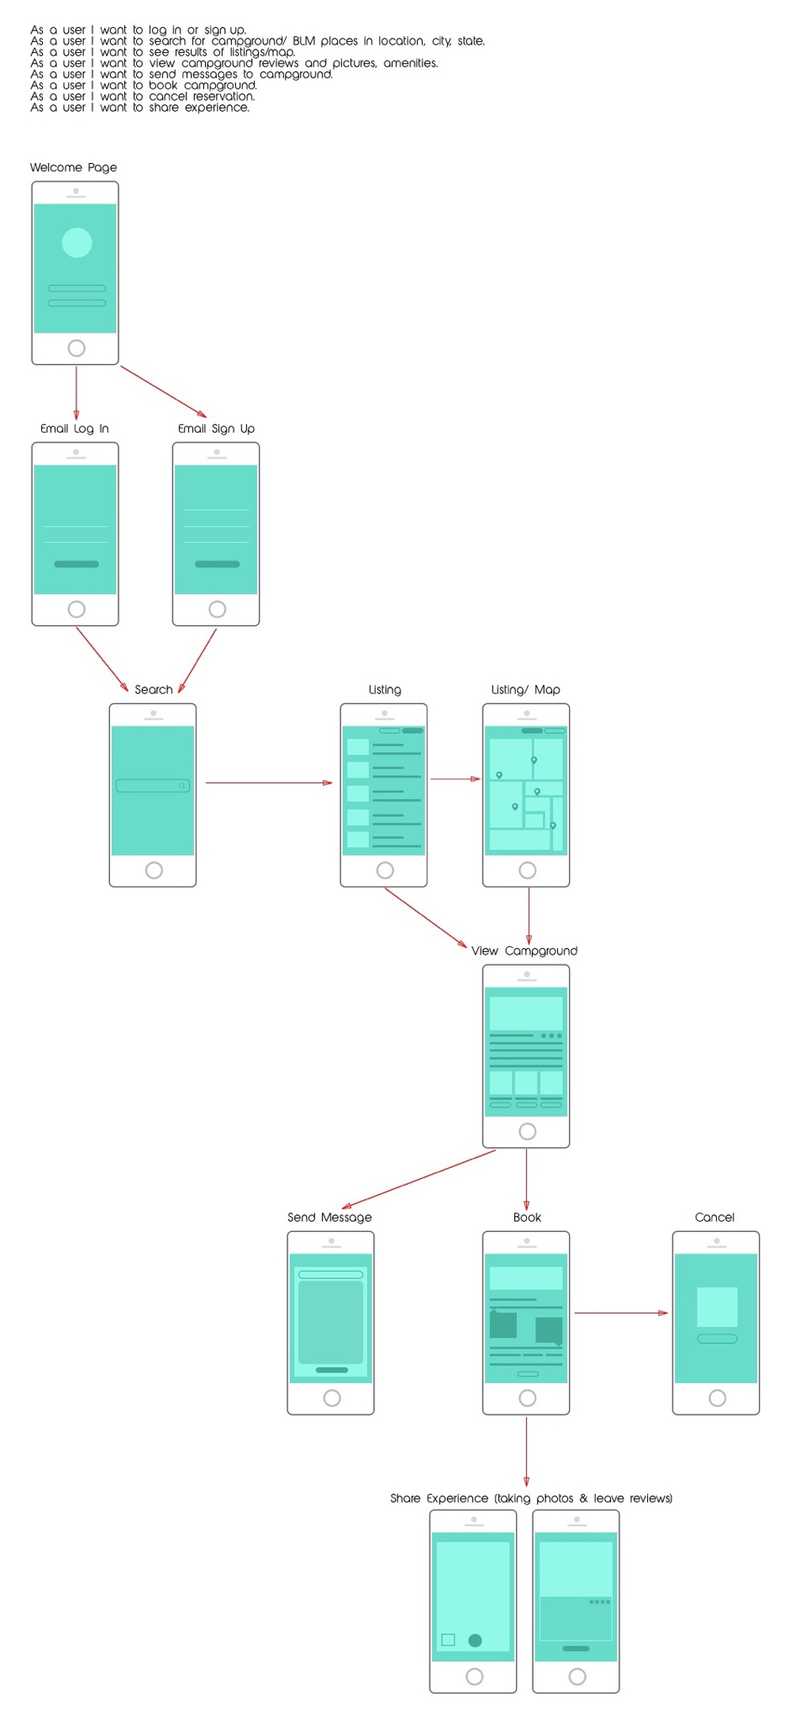 As a user I want to log in or sign up.
As a user I want to search for campground/ BLM places in location, city, state.
As a user I want to see results of listings/map.
As a user I want to view campground reviews and pictures, amenities.
As a user I want to send messages to campground.
As a user I want to book campground.
As a user I want to cancel reservation.
As a user I want to share experience.
Welcome Page
Email Log In
Email Sign Up
Search
Listing
Listing/ Map
View Campground
Send Message
Book
Cancel
Share Experience (taking photos & leave reviews)